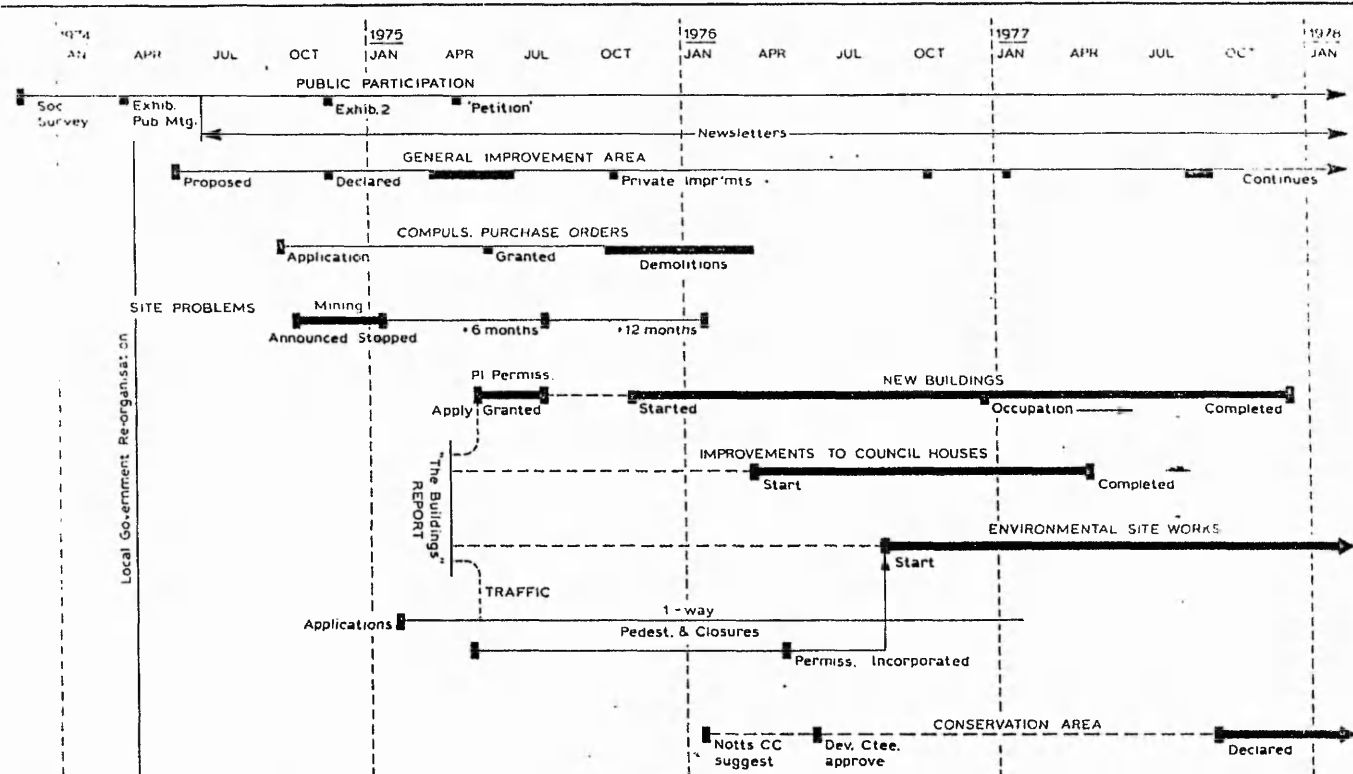 1974 1975 1976 1977 1978
AN APR JUL OCT JAN APR JUL OCT JAN APR JUL OCT JAN APR JUL OCT JAN
PUBLIC PARTICIPATION
Soc Survey
Exhib. Pub Mtg.
Exhib. 2
'Petition'
Newsletters
GENERAL IMPROVEMENT AREA
Proposed
Declared
Private Impr'mts
Continues
COMPULS. PURCHASE ORDERS
Application
Granted
Demolitions
SITE PROBLEMS
Mining
Announced Stopped
+6 months
+12 months
Local Government Re-organisation
Pl Permiss.
Apply Granted
NEW BUILDINGS
Started
Occupation
Completed
"The Buildings"
REPORT
IMPROVEMENTS TO COUNCIL HOUSES
Start
Completed
ENVIRONMENTAL SITE WORKS
Start
TRAFFIC
Applications
1-way
Pedest. & Closures
Permiss. Incorporated
CONSERVATION AREA
Notts CC
suggest
Dev. Ctee.
approve
Declared